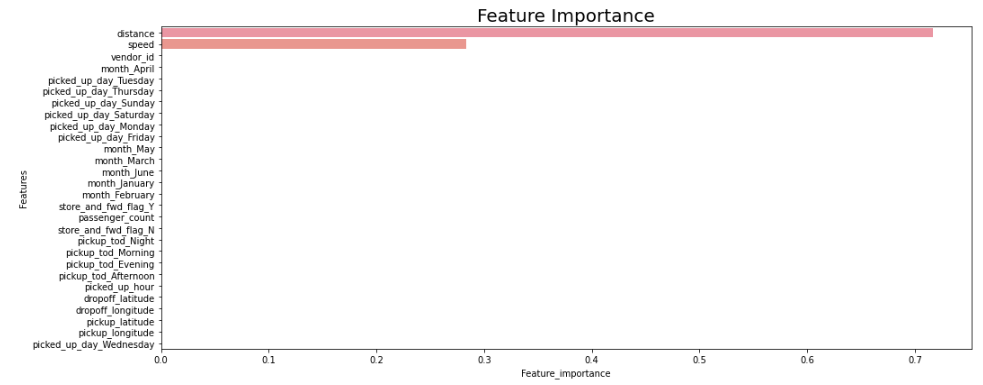 Feature Importance
distance
speed
vendor_id
month_April
picked_up_day_Tuesday
picked_up_day_Thursday
picked_up_day_Sunday
picked_up_day_Saturday
picked_up_day_Monday
picked_up_day_Friday
month_May
month_March
month_June
month_January
month_February
store_and_fwd_flag_Y
passenger_count
store_and_fwd_flag_N
pickup_tod_Night
pickup_tod_Morning
pickup_tod_Evening
pickup_tod_Afternoon
picked_up_hour
dropoff_latitude
dropoff_longitude
pickup_latitude
pickup_longitude
picked_up_day_Wednesday
Features
0.0 0.1 0.2 0.3 0.4 0.5 0.6 0.7
Feature_importance